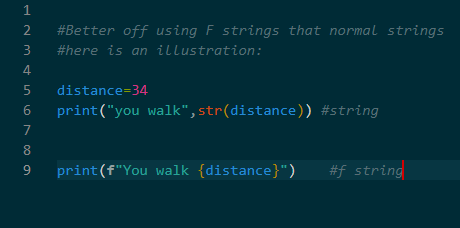 1
2 #Better off using F strings that normal strings
3 #here is an illustration:
4
5 distance=34
6 print("you walk",str(distance)) #string
7
8
9 print(f"You walk {distance}")    #f string